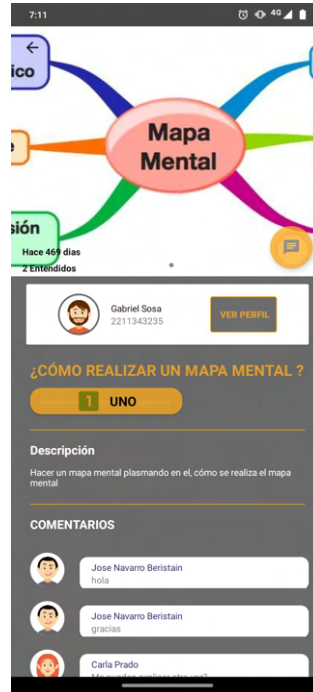 7:11
4G
ico
Mapa
Mental
sión
Hace 469 dias
2 Entendidos
Gabriel Sosa
2211343235
VER PERFIL
¿CÓMO REALIZAR UN MAPA MENTAL ?
1 UNO
Descripción
Hacer un mapa mental plasmando en el, cómo se realiza el mapa
mental
COMENTARIOS
Jose Navarro Beristain
hola
Jose Navarro Beristain
gracias
Carla Prado